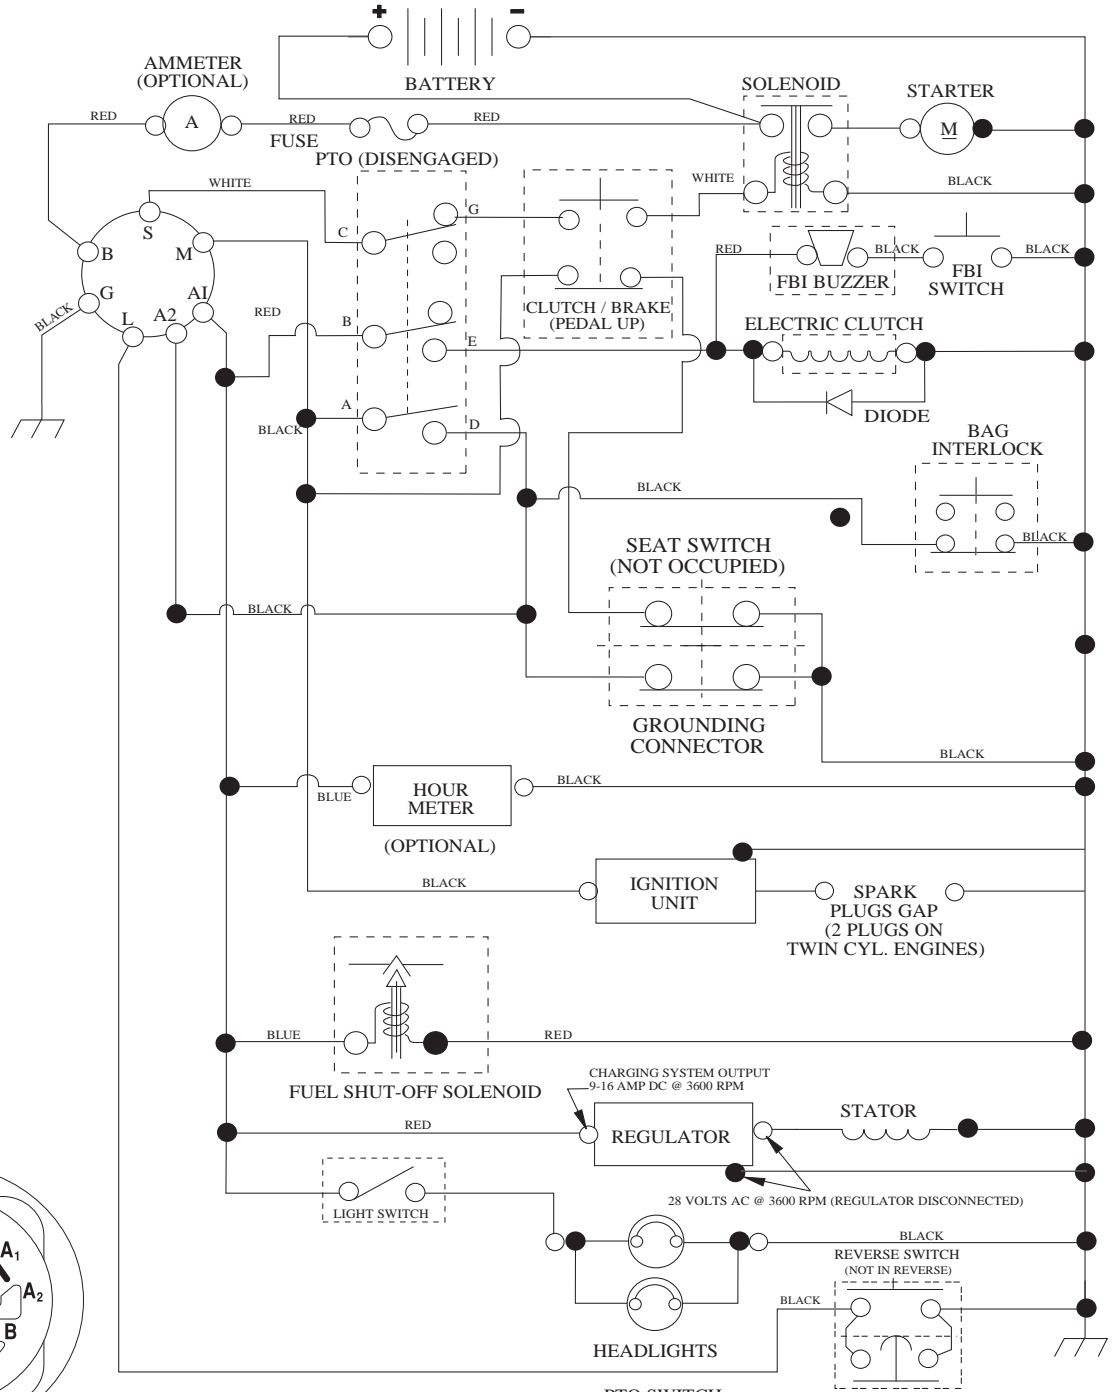 + -
BATTERY
AMMETER
(OPTIONAL)
SOLENOID
STARTER
RED
A
RED
FUSE
RED
M
PTO (DISENGAGED)
WHITE
WHITE
BLACK
S
C
G
B
M
RED
BLACK
BLACK
FBI BUZZER
FBI
SWITCH
G
A1
CLUTCH / BRAKE
(PEDAL UP)
BLACK
L
A2
RED
B
E
ELECTRIC CLUTCH
DIODE
A
BLACK
D
BAG
INTERLOCK
BLACK
BLACK
SEAT SWITCH
(NOT OCCUPIED)
BLACK
GROUNDING
CONNECTOR
BLACK
BLUE
HOUR
METER
BLACK
(OPTIONAL)
BLACK
IGNITION
UNIT
SPARK
PLUGS GAP
(2 PLUGS ON
TWIN CYL. ENGINES)
BLUE
RED
FUEL SHUT-OFF SOLENOID
CHARGING SYSTEM OUTPUT
9-16 AMP DC @ 3600 RPM
RED
REGULATOR
STATOR
28 VOLTS AC @ 3600 RPM (REGULATOR DISCONNECTED)
LIGHT SWITCH
BLACK
REVERSE SWITCH
(NOT IN REVERSE)
A1
A2
B
BLACK
HEADLIGHTS
PTO SWITCH